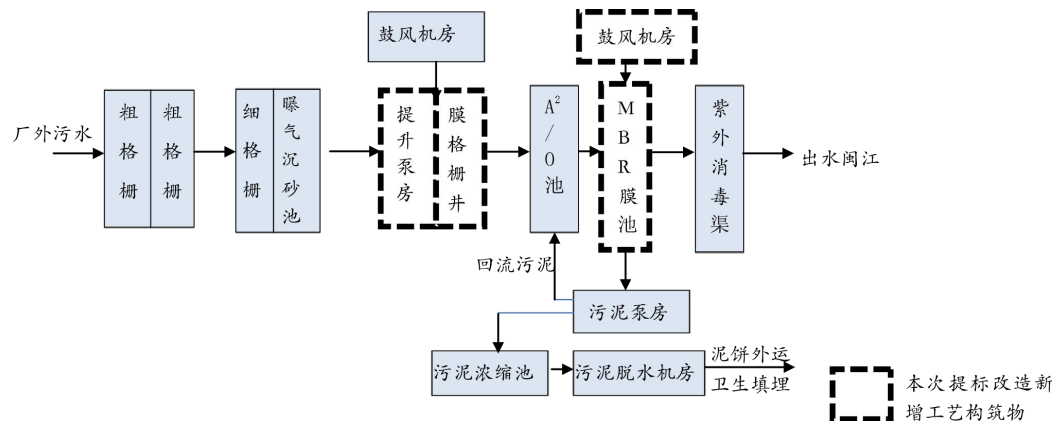 鼓风机房
鼓风机房
厂外污水
粗格栅
粗格栅
细格栅
曝气沉砂池
提升泵房
膜格栅井
A²/O池
MBR膜池
紫外消毒渠
出水闽江
回流污泥
污泥泵房
污泥浓缩池
污泥脱水机房
泥饼外运
卫生填埋
本次提标改造新
增工艺构筑物